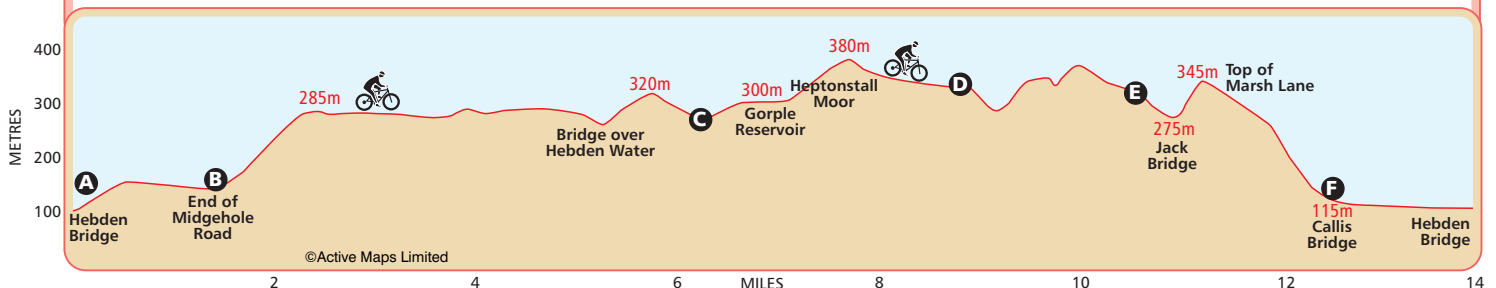 METRES
400
300
200
100
A
Hebden
Bridge
B
End of
Midgehole
Road
285m
Bridge over
Hebden Water
320m
C
300m
Gorple
Reservoir
380m
Heptonstall
Moor
D
E
275m
Jack
Bridge
345m
Top of
Marsh Lane
F
115m
Callis
Bridge
Hebden
Bridge
©Active Maps Limited
2
4
6
MILES
8
10
12
14